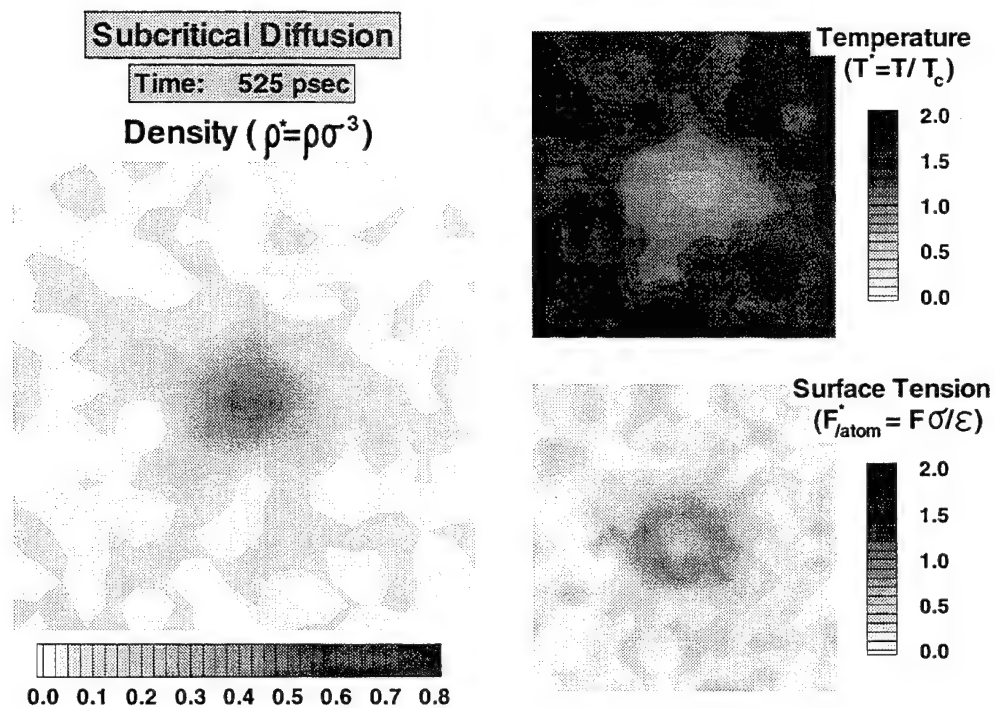 Subcritical Diffusion
Time: 525 psec
Density (ρ*=ρσ³)
0.0 0.1 0.2 0.3 0.4 0.5 0.6 0.7 0.8
Temperature
(T*=T/T_c)
2.0
1.5
1.0
0.5
0.0
Surface Tension
(F*/atom = Fσ/ε)
2.0
1.5
1.0
0.5
0.0